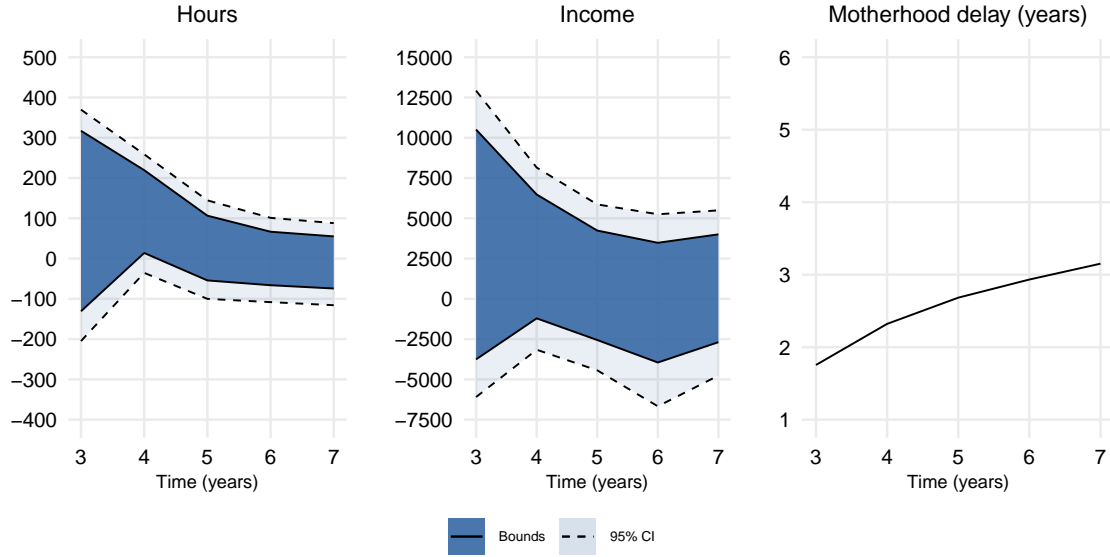 Hours
500
400
300
200
100
0
−100
−200
−300
−400
3 4 5 6 7
Time (years)
Income
15000
12500
10000
7500
5000
2500
0
−2500
−5000
−7500
3 4 5 6 7
Time (years)
Motherhood delay (years)
6
5
4
3
2
1
3 4 5 6 7
Time (years)
Bounds 95% CI